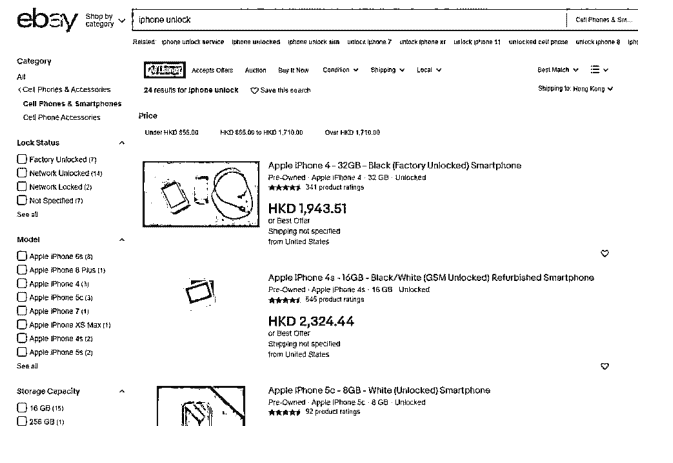 ebay
Shop by category
iphone unlock
Cell Phones & Sm...
Related: iphone unlock service iphone unlocked iphone unlock sim unlock iphone 7 unlock iphone xr unlock iphone 11 unlocked cell phone unlock iphone 8
Category
All
Cell Phones & Accessories
Cell Phones & Smartphones
Cell Phone Accessories
Lock Status
Factory Unlocked (7)
Network Unlocked (14)
Network Locked (2)
Not Specified (7)
See all
Model
Apple iPhone 6s (8)
Apple iPhone 8 Plus (1)
Apple iPhone 4 (3)
Apple iPhone 5c (3)
Apple iPhone 7 (1)
Apple iPhone XS Max (1)
Apple iPhone 4s (2)
Apple iPhone 5s (2)
See all
Storage Capacity
16 GB (15)
256 GB (1)
All Listings Accepts Offers Auction Buy It Now Condition Shipping Local Best Match
24 results for iphone unlock Save this search Shipping to: Hong Kong
Price
Under HKD 855.00 HKD 855.00 to HKD 1,710.00 Over HKD 1,710.00
Apple iPhone 4 - 32GB - Black (Factory Unlocked) Smartphone
Pre-Owned · Apple iPhone 4 · 32 GB · Unlocked
341 product ratings
HKD 1,943.51
or Best Offer
Shipping not specified
from United States
Apple iPhone 4s - 16GB - Black/White (GSM Unlocked) Refurbished Smartphone
Pre-Owned · Apple iPhone 4s · 16 GB · Unlocked
546 product ratings
HKD 2,324.44
or Best Offer
Shipping not specified
from United States
Apple iPhone 5c - 8GB - White (Unlocked) Smartphone
Pre-Owned · Apple iPhone 5c · 8 GB · Unlocked
92 product ratings